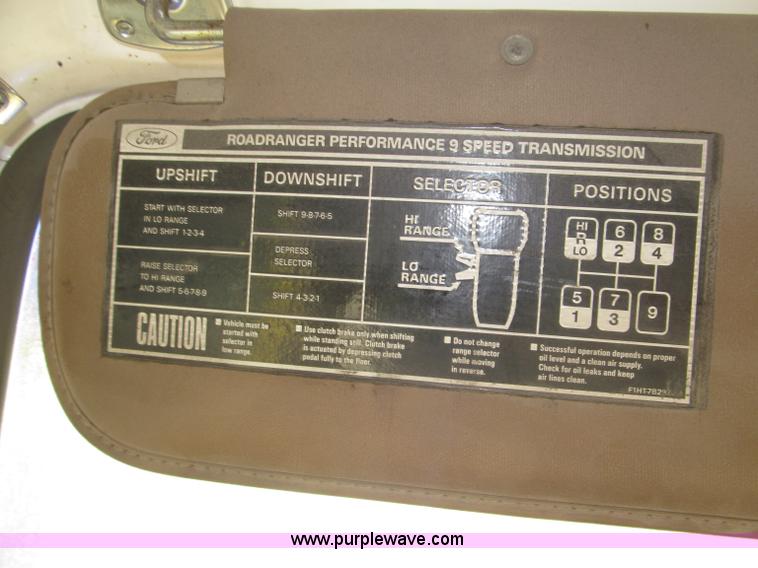 Ford
ROADRANGER PERFORMANCE 9 SPEED TRANSMISSION
UPSHIFT
START WITH SELECTOR
IN LO RANGE
AND SHIFT 1-2-3-4
RAISE SELECTOR
TO HI RANGE
AND SHIFT 5-6-7-8-9
DOWNSHIFT
SHIFT 9-8-7-6-5
DEPRESS
SELECTOR
SHIFT 4-3-2-1
SELECTOR
HI
RANGE
LO
RANGE
POSITIONS
HI
R
LO
6
2
8
4
5
1
7
3
9
CAUTION
■ Vehicle must be
started with
selector in
low range.
■ Use clutch brake only when shifting
while standing still. Clutch brake
is actuated by depressing clutch
pedal fully to the floor.
■ Do not change
range selector
while moving
in reverse.
■ Successful operation depends on proper
oil level and a clean air supply.
Check for oil leaks and keep
air lines clean.
www.purplewave.com